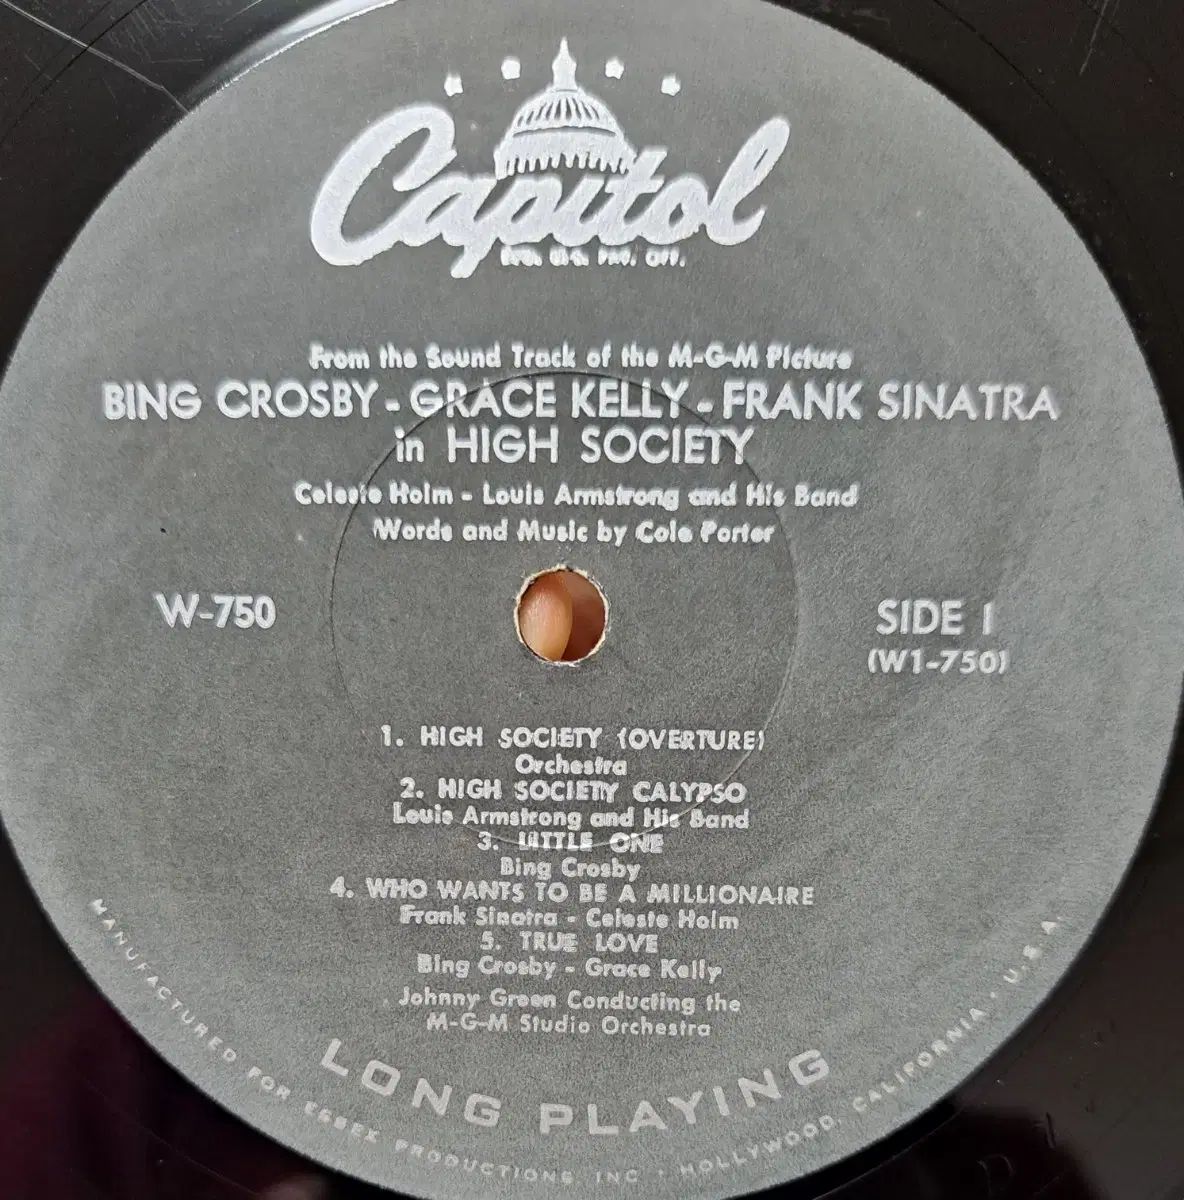 Capitol
REG. U.S. PAT. OFF.
From the Sound Track of the M-G-M Picture
BING CROSBY - GRACE KELLY - FRANK SINATRA
in HIGH SOCIETY
Celeste Holm - Louis Armstrong and His Band
Words and Music by Cole Porter
W-750
SIDE 1
(W1-750)
1. HIGH SOCIETY (OVERTURE)
Orchestra
2. HIGH SOCIETY CALYPSO
Louis Armstrong and His Band
3. LITTLE ONE
Bing Crosby
4. WHO WANTS TO BE A MILLIONAIRE
Frank Sinatra - Celeste Holm
5. TRUE LOVE
Bing Crosby - Grace Kelly
Johnny Green Conducting the
M-G-M Studio Orchestra
LONG PLAYING
MANUFACTURED FOR ESSEX PRODUCTIONS INC · HOLLYWOOD, CALIFORNIA · U.S.A.